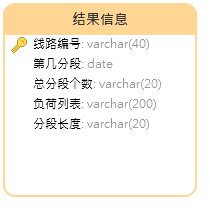 结果信息
线路编号: varchar(40)
第几分段: date
总分段个数: varchar(20)
负荷列表: varchar(200)
分段长度: varchar(20)